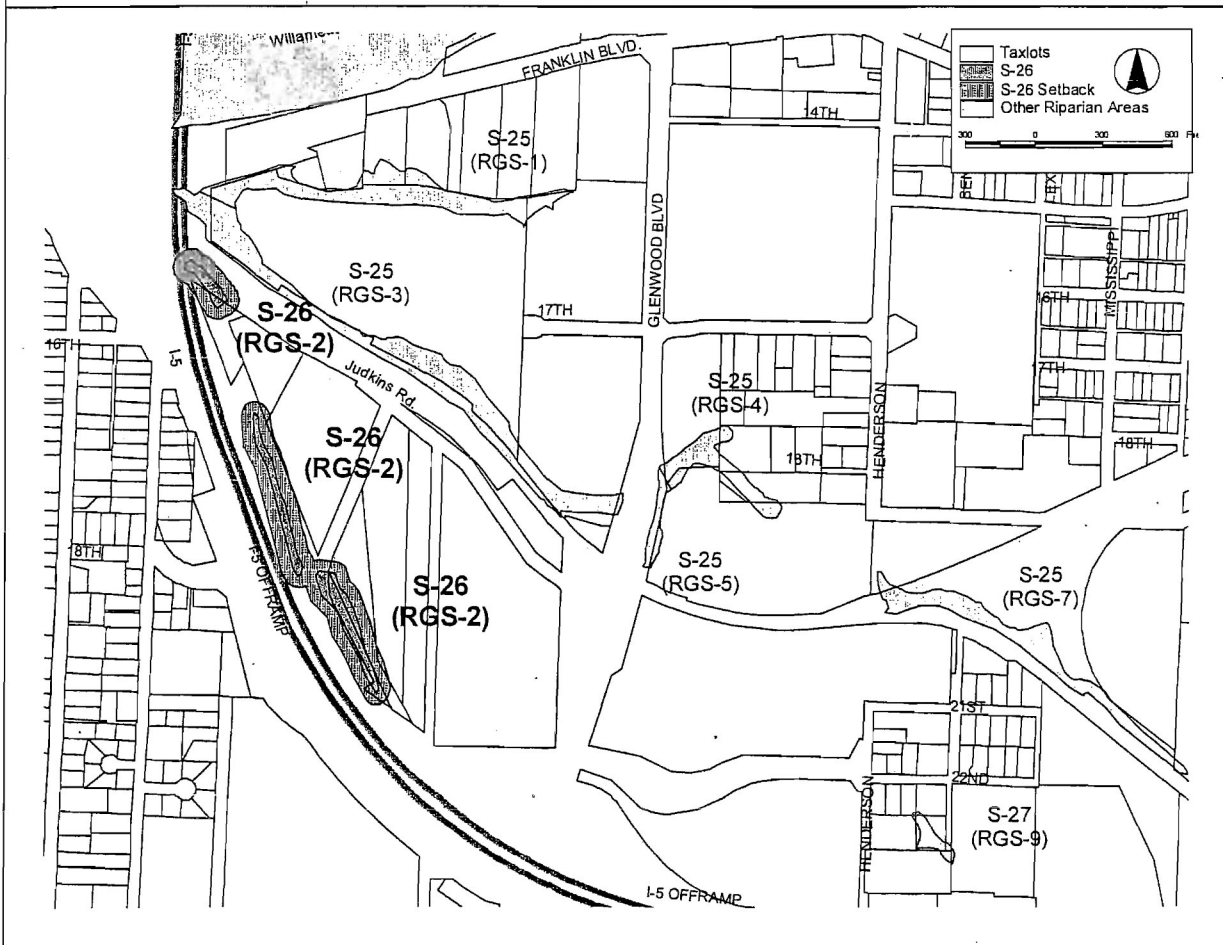 Willam
FRANKLIN BLVD.
Taxlots
S-26
S-26 Setback
Other Riparian Areas
300 0 300 600
14TH
S-25
(RGS-1)
GLENWOOD BLVD
MISSISSIPPI
S-25
(RGS-3)
S-26
(RGS-2)
16TH
16TH
17TH
I-5
Judkins Rd.
S-25
(RGS-4)
HENDERSON
17TH
S-26
(RGS-2)
18TH
18TH
18TH
I-5 OFFRAMP
S-25
(RGS-5)
S-25
(RGS-7)
S-26
(RGS-2)
21ST
22ND
HENDERSON
S-27
(RGS-9)
I-5 OFFRAMP